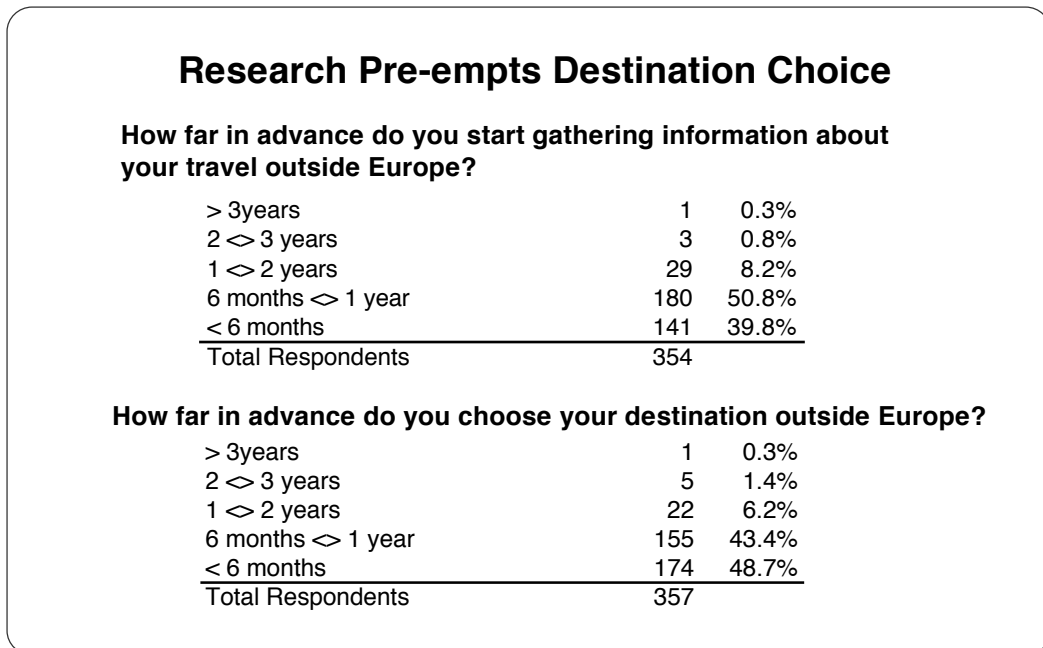 Research Pre-empts Destination Choice
How far in advance do you start gathering information about
your travel outside Europe?
> 3years 1 0.3%
2 <> 3 years 3 0.8%
1 <> 2 years 29 8.2%
6 months <> 1 year 180 50.8%
< 6 months 141 39.8%
Total Respondents 354
How far in advance do you choose your destination outside Europe?
> 3years 1 0.3%
2 <> 3 years 5 1.4%
1 <> 2 years 22 6.2%
6 months <> 1 year 155 43.4%
< 6 months 174 48.7%
Total Respondents 357